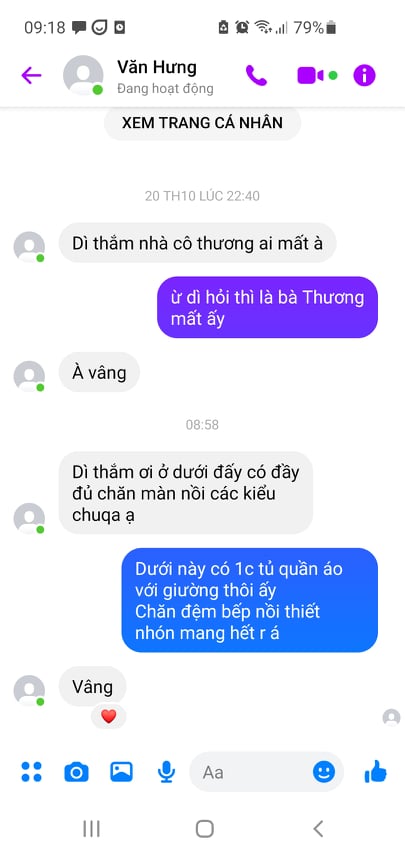 09:18
79%
Văn Hưng
Đang hoạt động
XEM TRANG CÁ NHÂN
20 TH10 LÚC 22:40
Dì thắm nhà cô thương ai mất à
ừ dì hỏi thì là bà Thương
mất ấy
À vâng
08:58
Dì thắm ơi ở dưới đấy có đầy
đủ chăn màn nồi các kiểu
chuqa ạ
Dưới này có 1c tủ quần áo
với giường thôi ấy
Chăn đệm bếp nồi thiết
nhón mang hết r á
Vâng
Aa